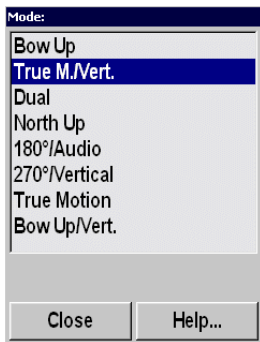 Mode:
Bow Up
True M./Vert.
Dual
North Up
180°/Audio
270°/Vertical
True Motion
Bow Up/Vert.
Close Help...